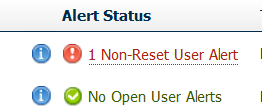 Alert Status
1 Non-Reset User Alert
No Open User Alerts